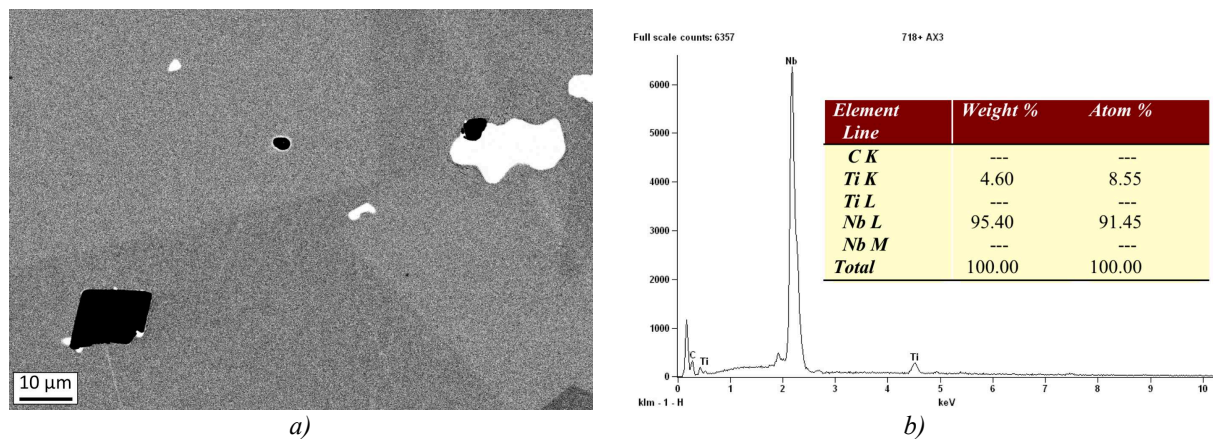 10 µm
a)
Full scale counts: 6357
718+ AX3
Nb
6000
5000
4000
3000
2000
1000
0
C
Ti
Ti
0 1 2 3 4 5 6 7 8 9 10
klm - 1 - H
keV
Element Line Weight % Atom %
C K --- ---
Ti K 4.60 8.55
Ti L --- ---
Nb L 95.40 91.45
Nb M --- ---
Total 100.00 100.00
b)